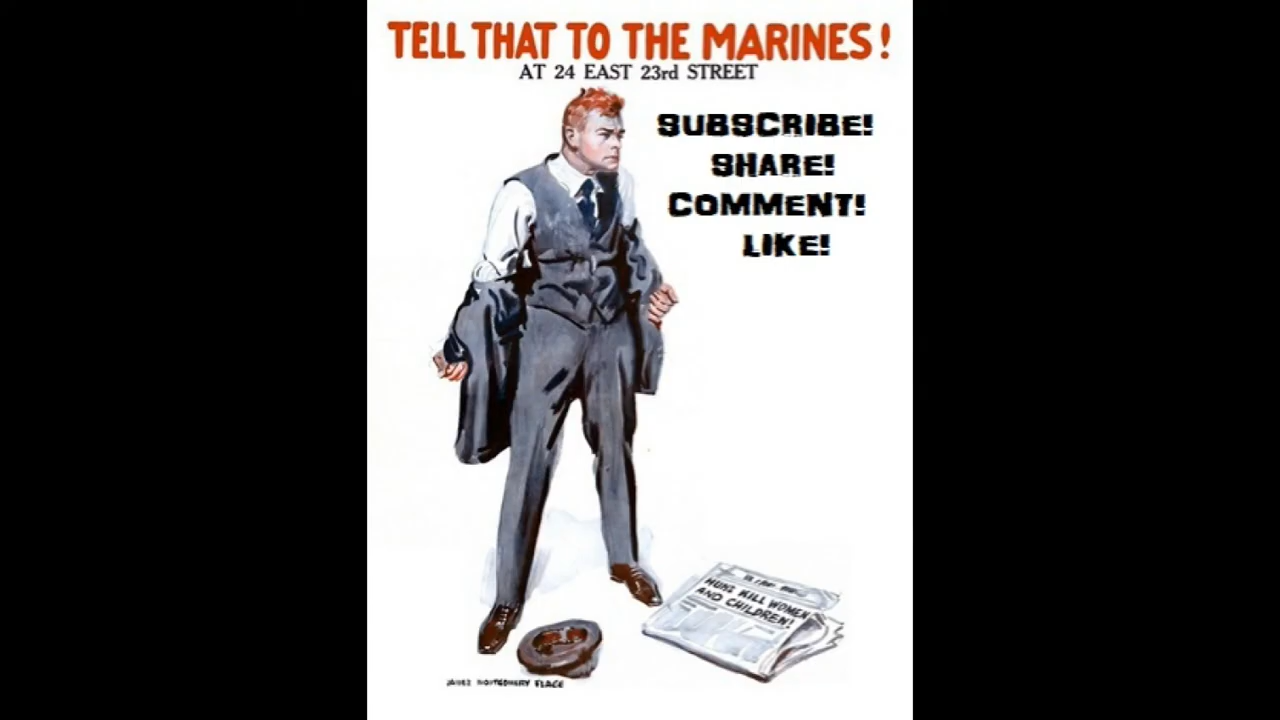 TELL THAT TO THE MARINES!
AT 24 EAST 23rd STREET
SUBSCRIBE!
SHARE!
COMMENT!
LIKE!
HUNS KILL WOMEN
AND CHILDREN!
JAMES MONTGOMERY FLAGG